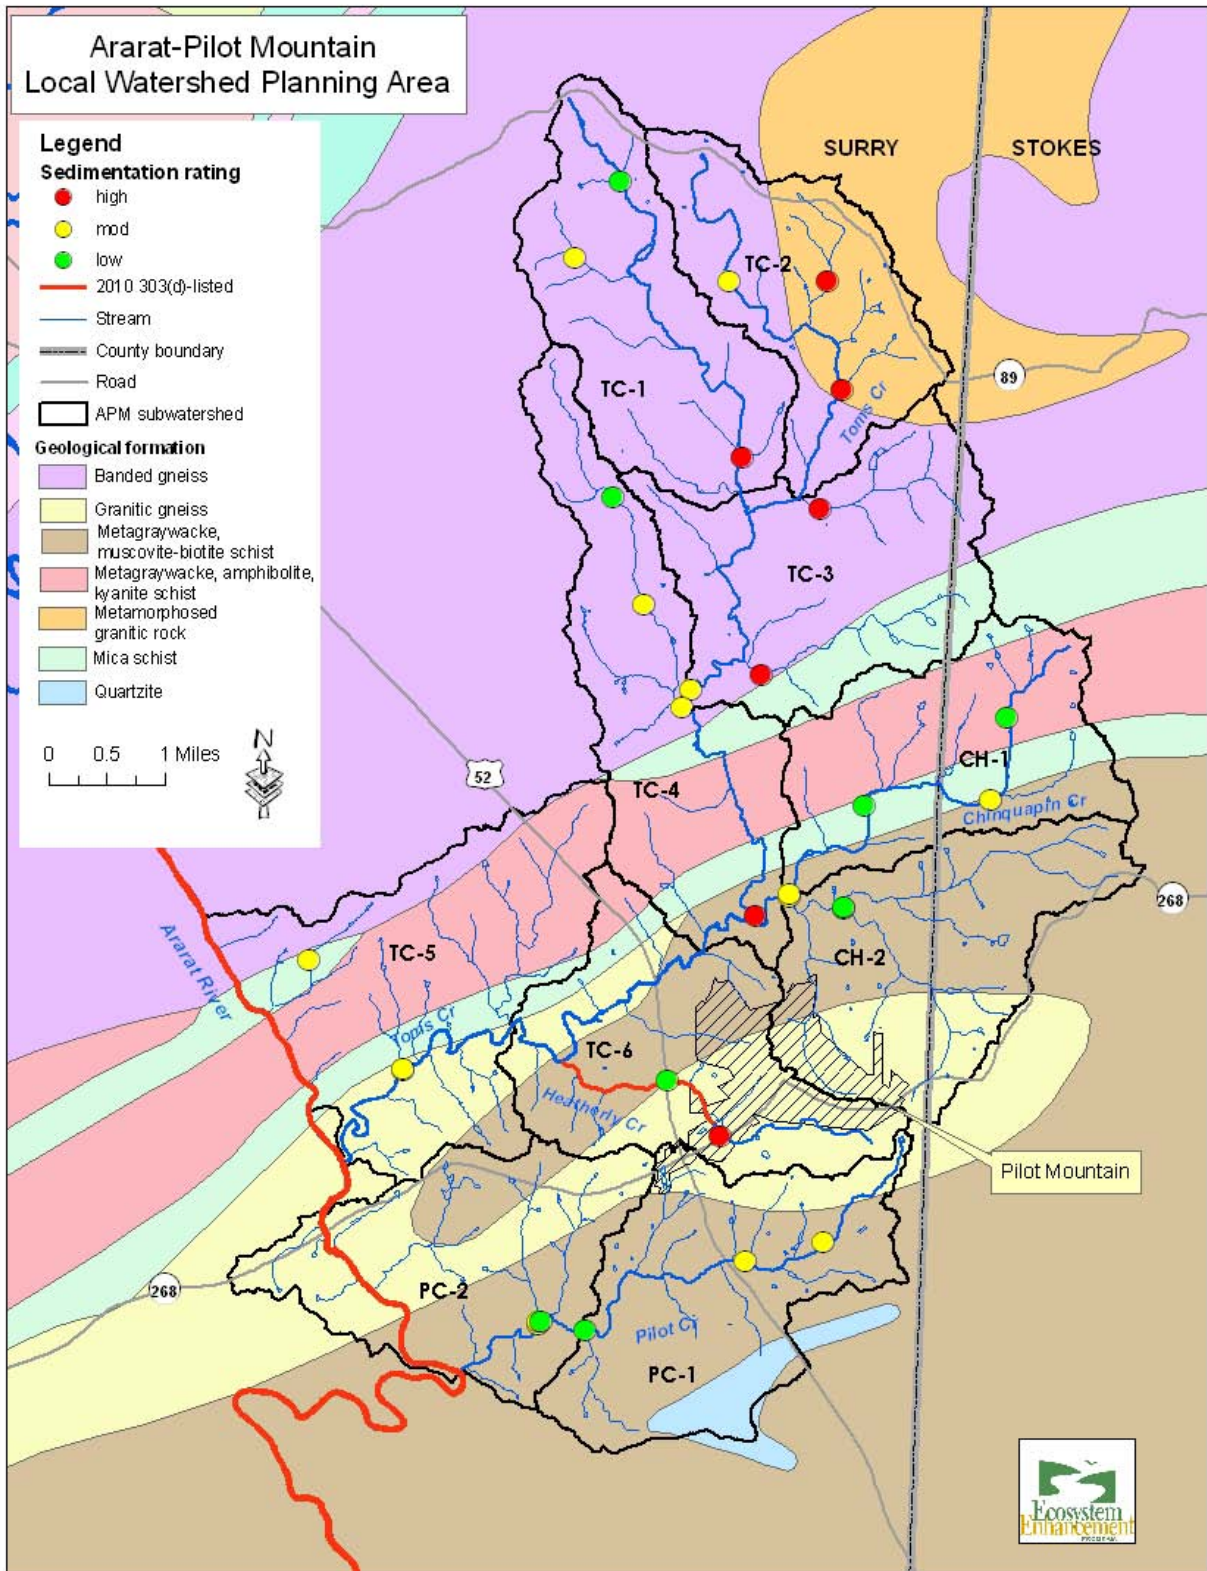 Ararat-Pilot Mountain
Local Watershed Planning Area
Legend
Sedimentation rating
high
mod
low
2010 303(d)-listed
Stream
County boundary
Road
APM subwatershed
Geological formation
Banded gneiss
Granitic gneiss
Metagraywacke,
muscovite-biotite schist
Metagraywacke, amphibolite,
kyanite schist
Metamorphosed
granitic rock
Mica schist
Quartzite
0 0.5 1 Miles
N
SURRY
STOKES
TC-2
TC-1
89
Toms Cr
TC-3
52
TC-4
CH-1
Chinquapin Cr
268
Ararat River
TC-5
CH-2
Toms Cr
TC-6
Heatherly Cr
Pilot Mountain
268
PC-2
Pilot Cr
PC-1
Ecosystem
Enhancement
PROGRAM